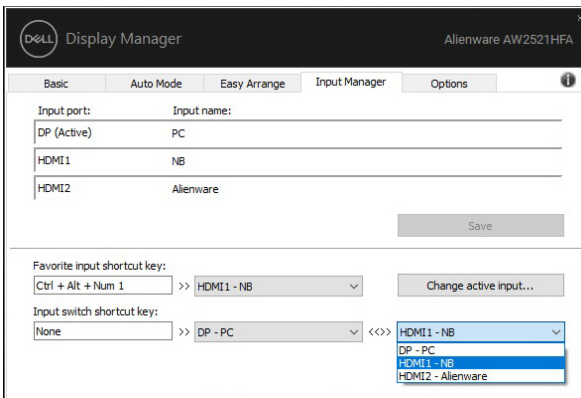 DELL Display Manager Alienware AW2521HFA
Basic Auto Mode Easy Arrange Input Manager Options i
Input port: Input name:
DP (Active) PC
HDMI1 NB
HDMI2 Alienware
Save
Favorite input shortcut key:
Ctrl + Alt + Num 1 >> HDMI1 - NB Change active input...
Input switch shortcut key:
None >> DP - PC <<>> HDMI1 - NB
DP - PC
HDMI1 - NB
HDMI2 - Alienware